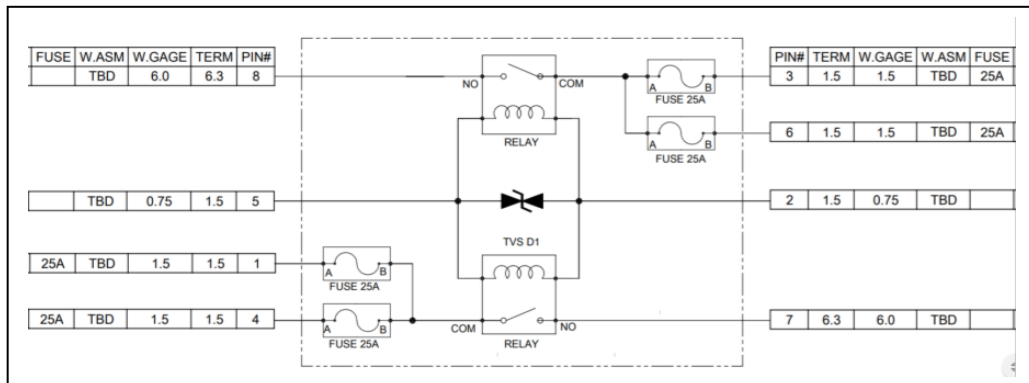 FUSE W.ASM W.GAGE TERM PIN#
TBD 6.0 6.3 8
PIN# TERM W.GAGE W.ASM FUSE
3 1.5 1.5 TBD 25A
NO COM
A B
FUSE 25A
RELAY
6 1.5 1.5 TBD 25A
A B
FUSE 25A
TBD 0.75 1.5 5
2 1.5 0.75 TBD
TVS D1
25A TBD 1.5 1.5 1
A B
FUSE 25A
25A TBD 1.5 1.5 4
A B
FUSE 25A
COM NO
RELAY
7 6.3 6.0 TBD